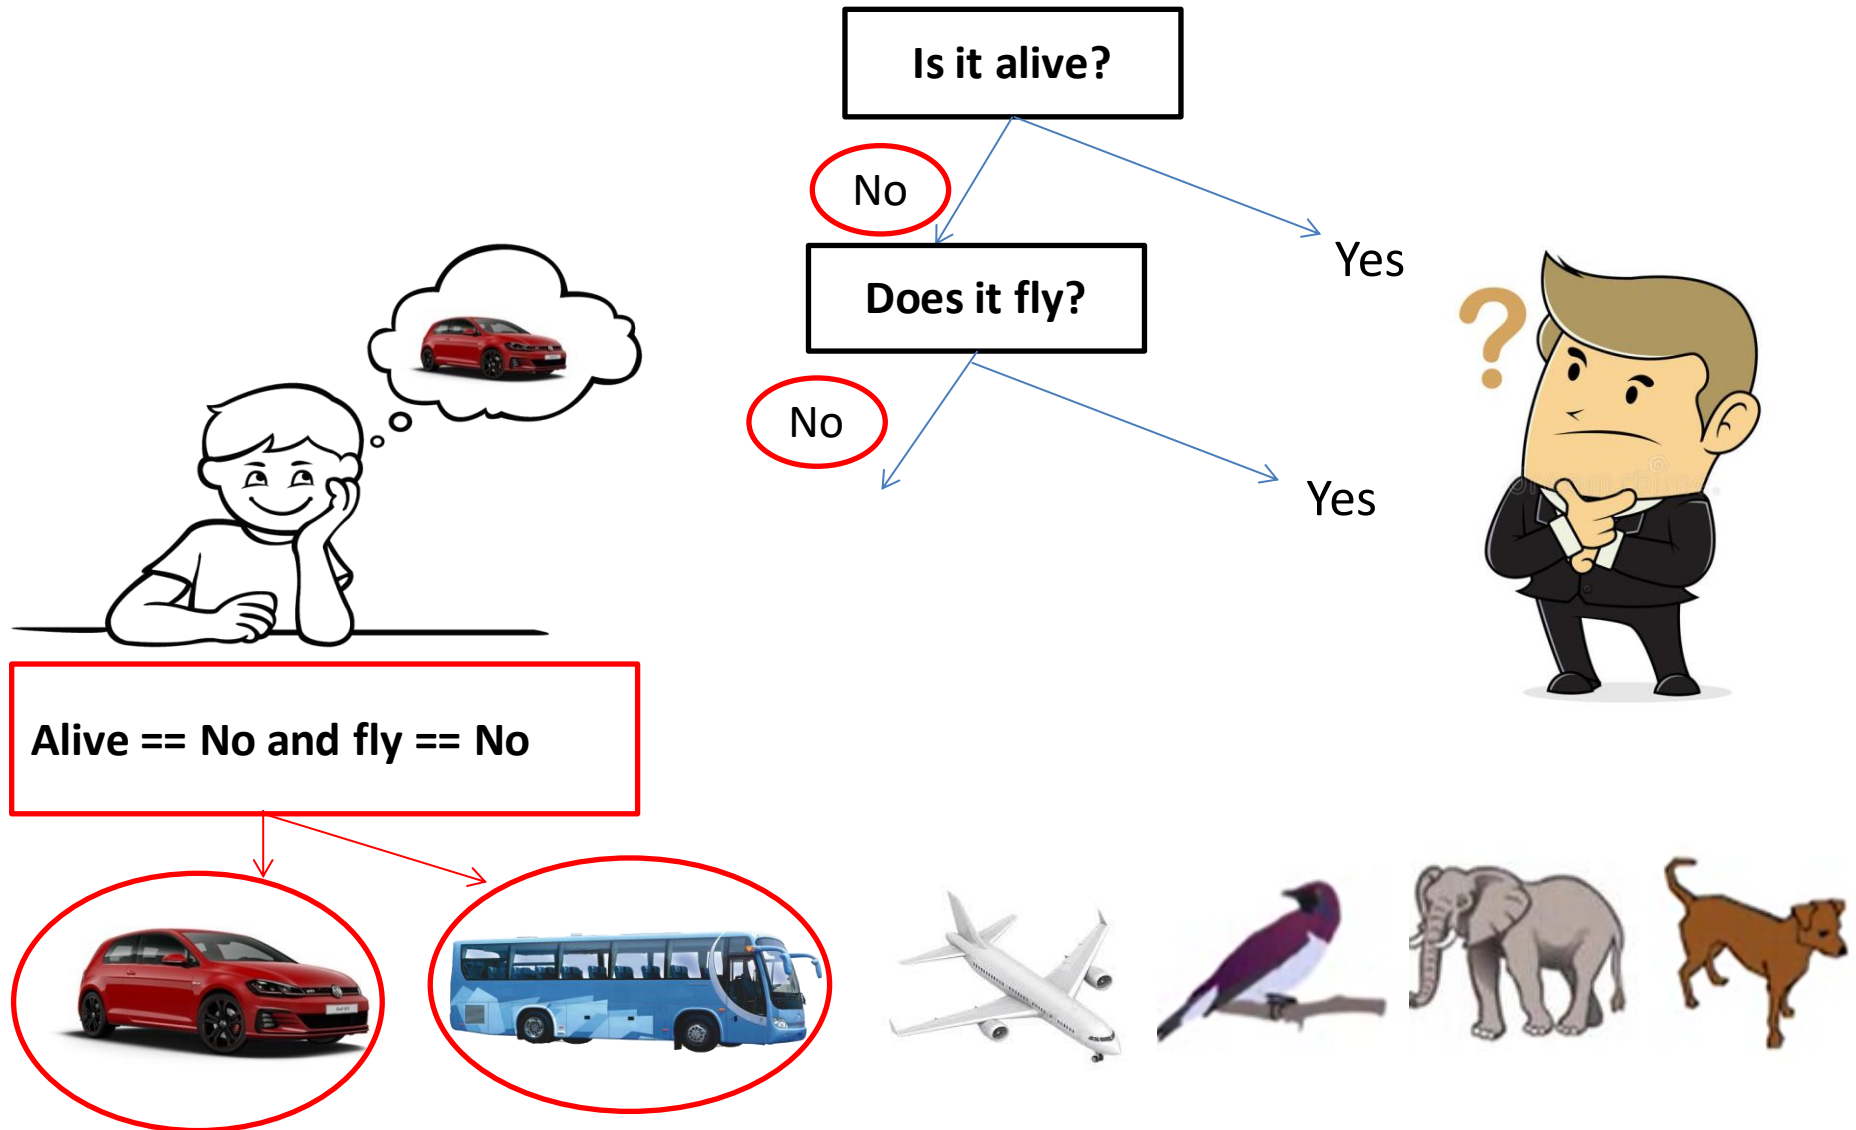 Is it alive?
No
Yes
Does it fly?
No
Yes
?
Alive == No and fly == No